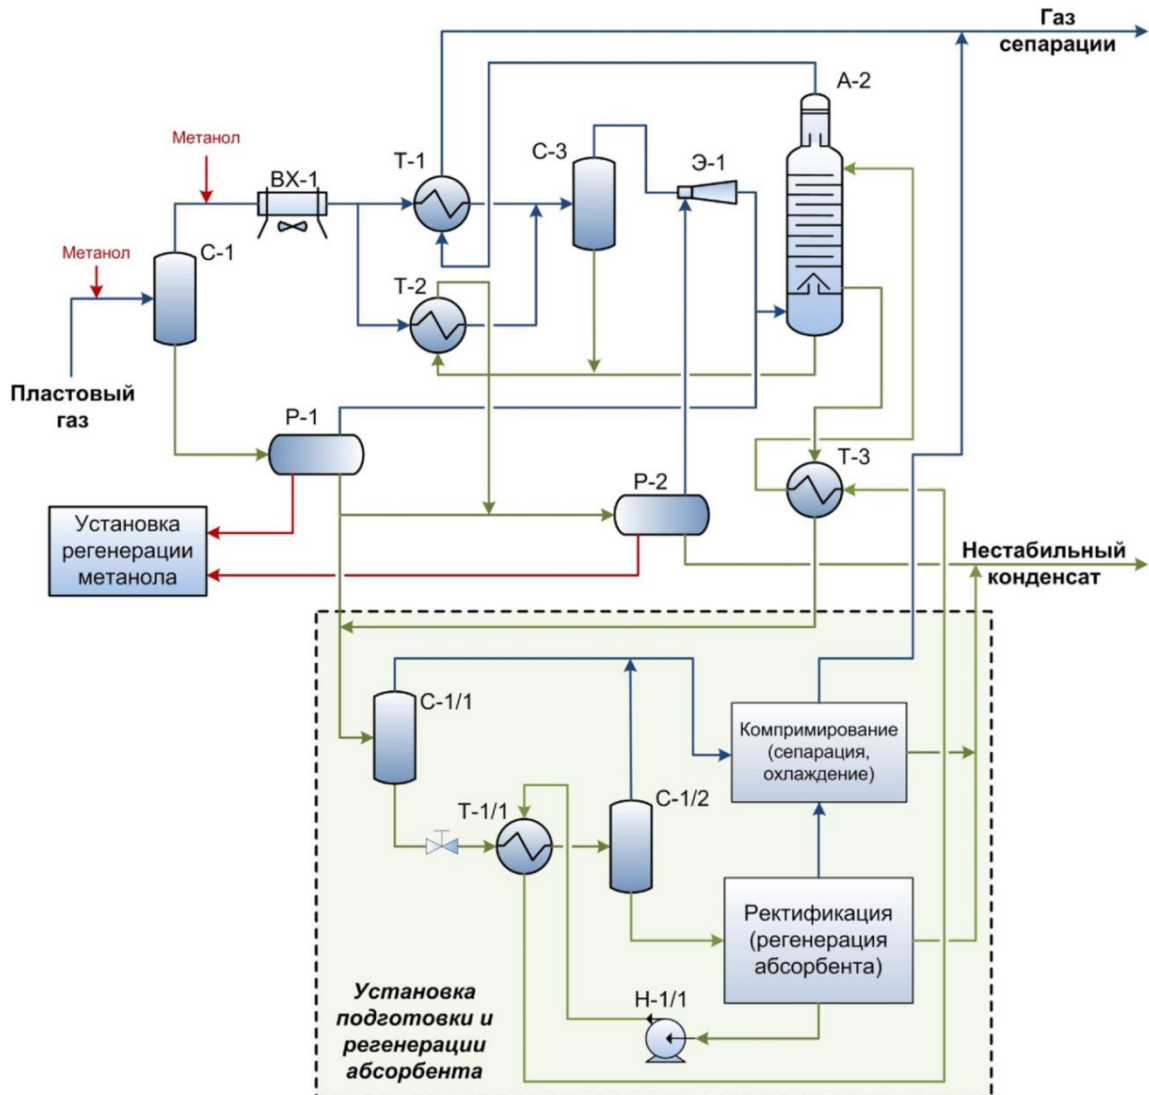 Газ
сепарации
А-2
Метанол
Т-1
С-3
Э-1
ВХ-1
С-1
Метанол
Т-2
Пластовый
газ
Р-1
Т-3
Р-2
Установка
регенерации
метанола
Нестабильный
конденсат
С-1/1
Компримирование
(сепарация,
охлаждение)
Т-1/1
С-1/2
Ректификация
(регенерация
абсорбента)
Н-1/1
Установка
подготовки и
регенерации
абсорбента